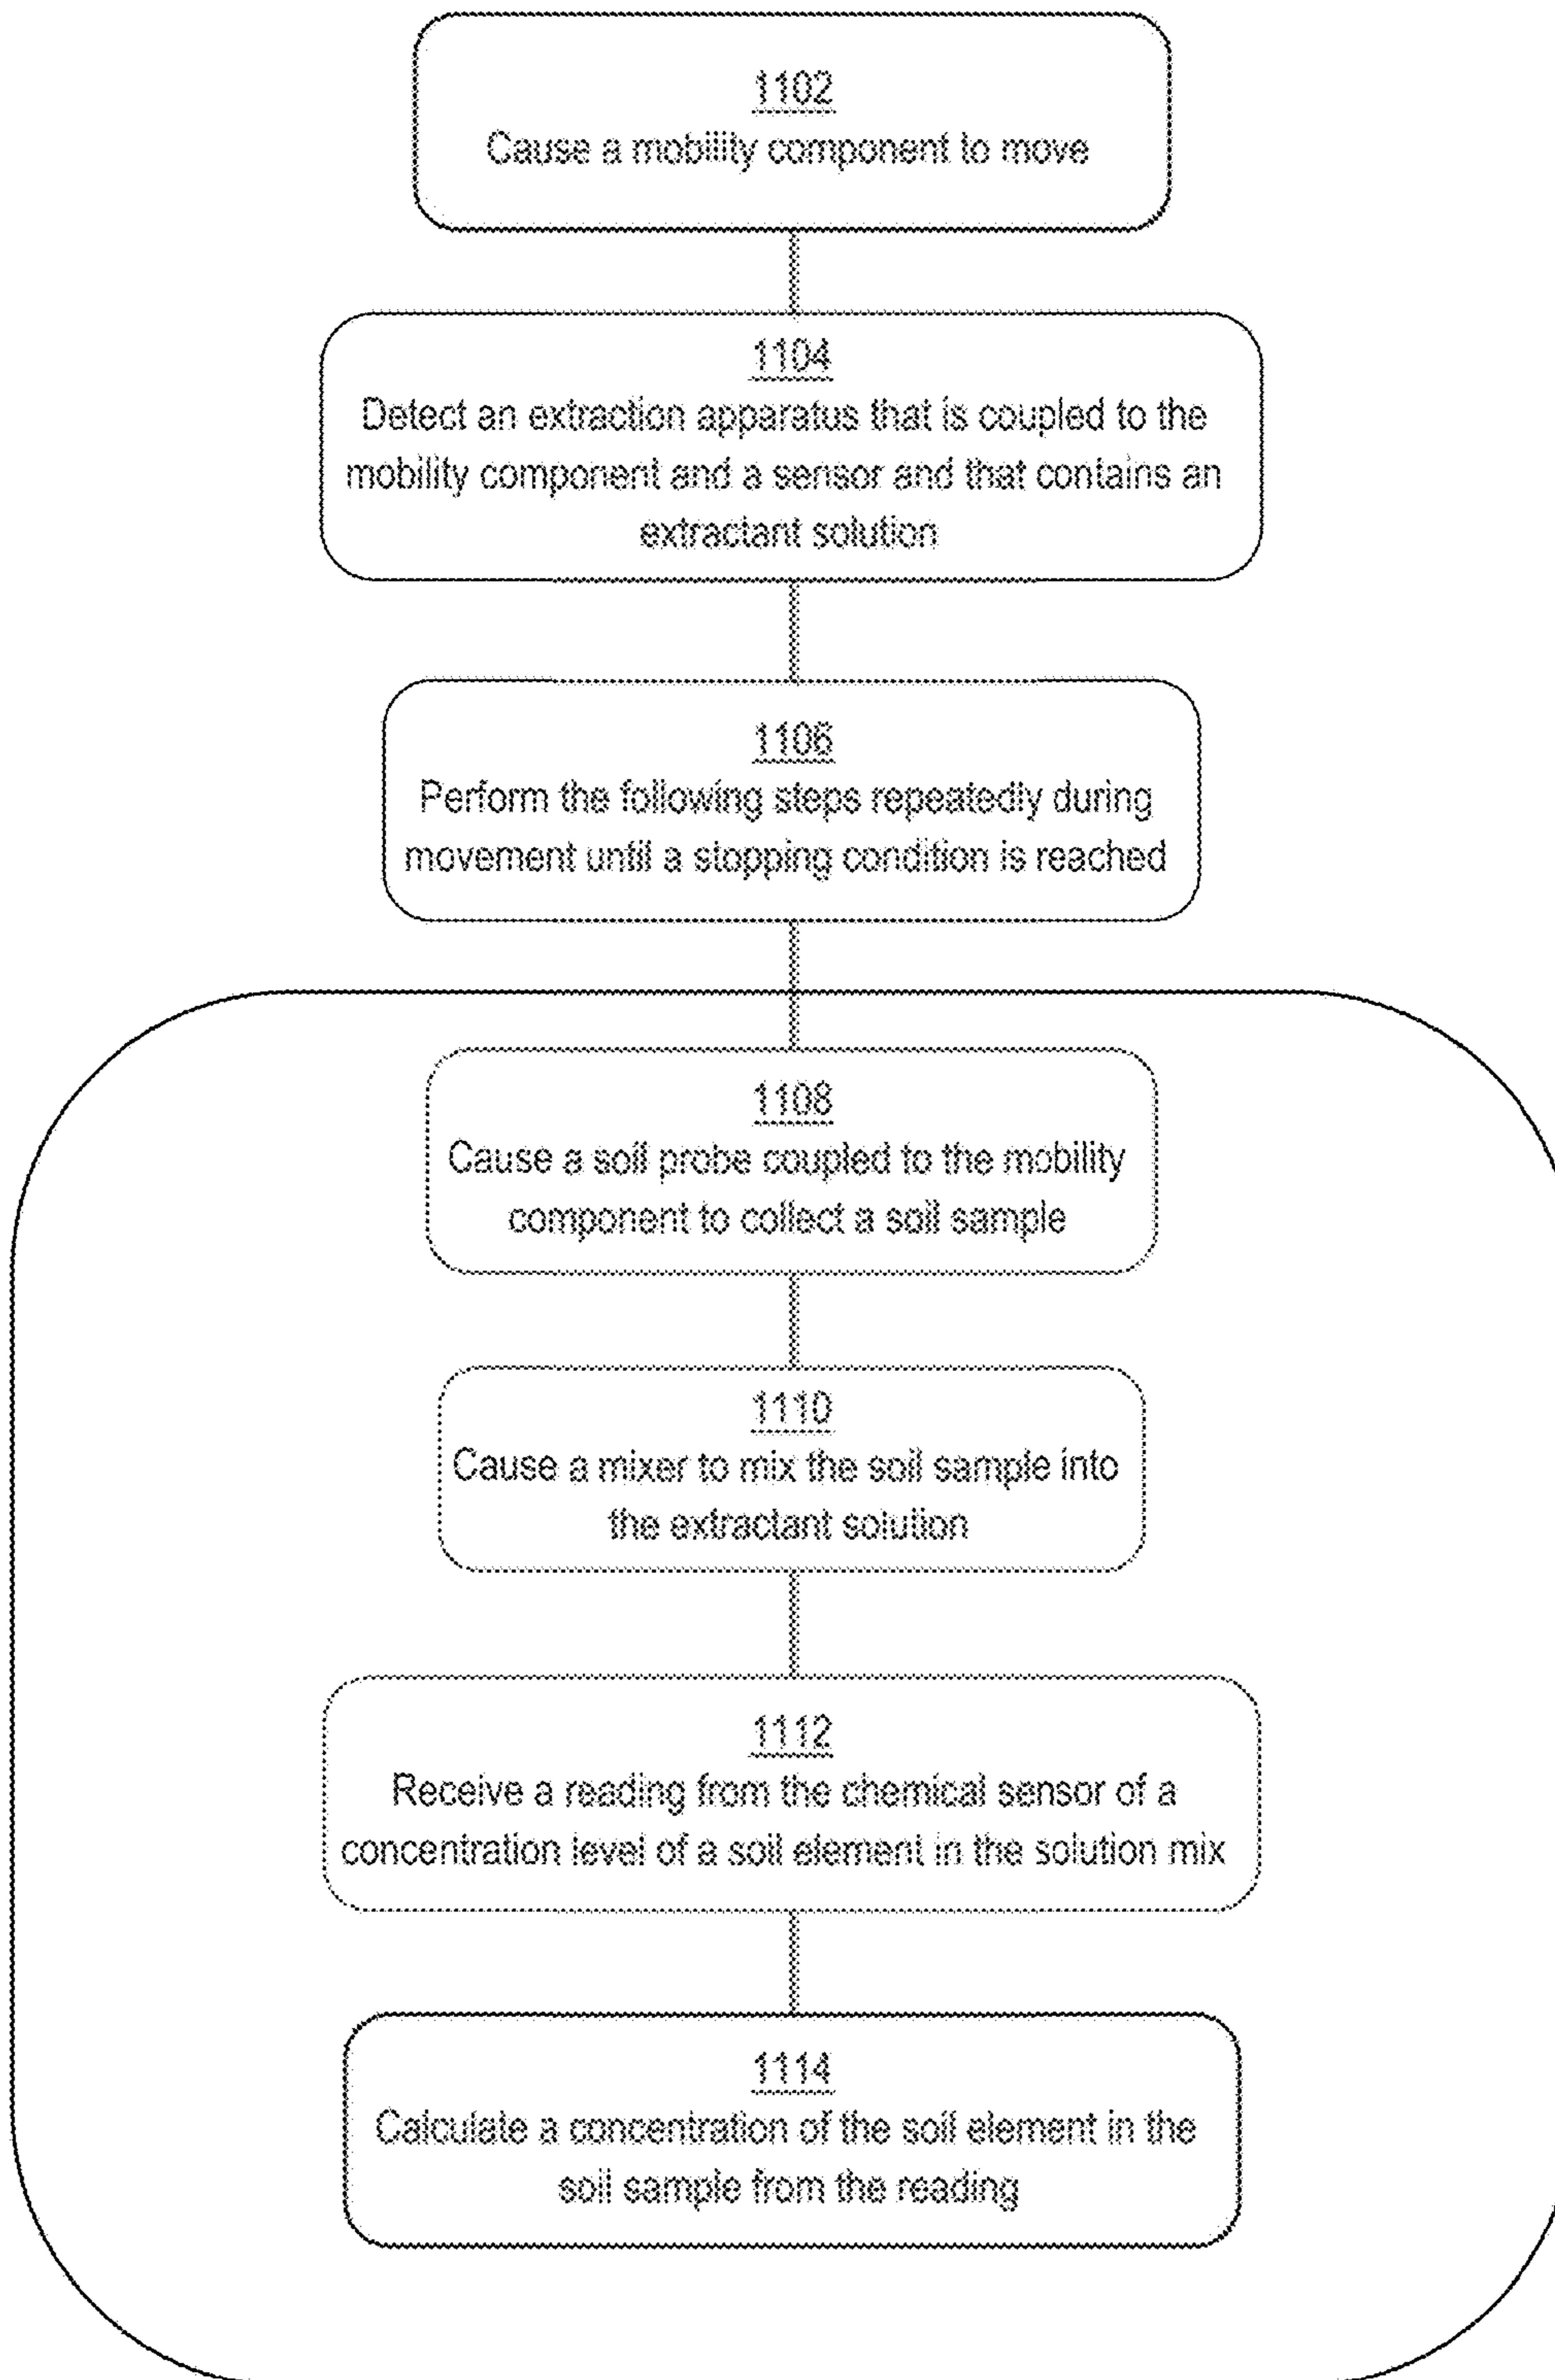 1102
Cause a mobility component to move
1104
Detect an extraction apparatus that is coupled to the
mobility component and a sensor and that contains an
extractant solution
1106
Perform the following steps repeatedly during
movement until a stopping condition is reached
1108
Cause a soil probe coupled to the mobility
component to collect a soil sample
1110
Cause a mixer to mix the soil sample into
the extractant solution
1112
Receive a reading from the chemical sensor of a
concentration level of a soil element in the solution mix
1114
Calculate a concentration of the soil element in the
soil sample from the reading